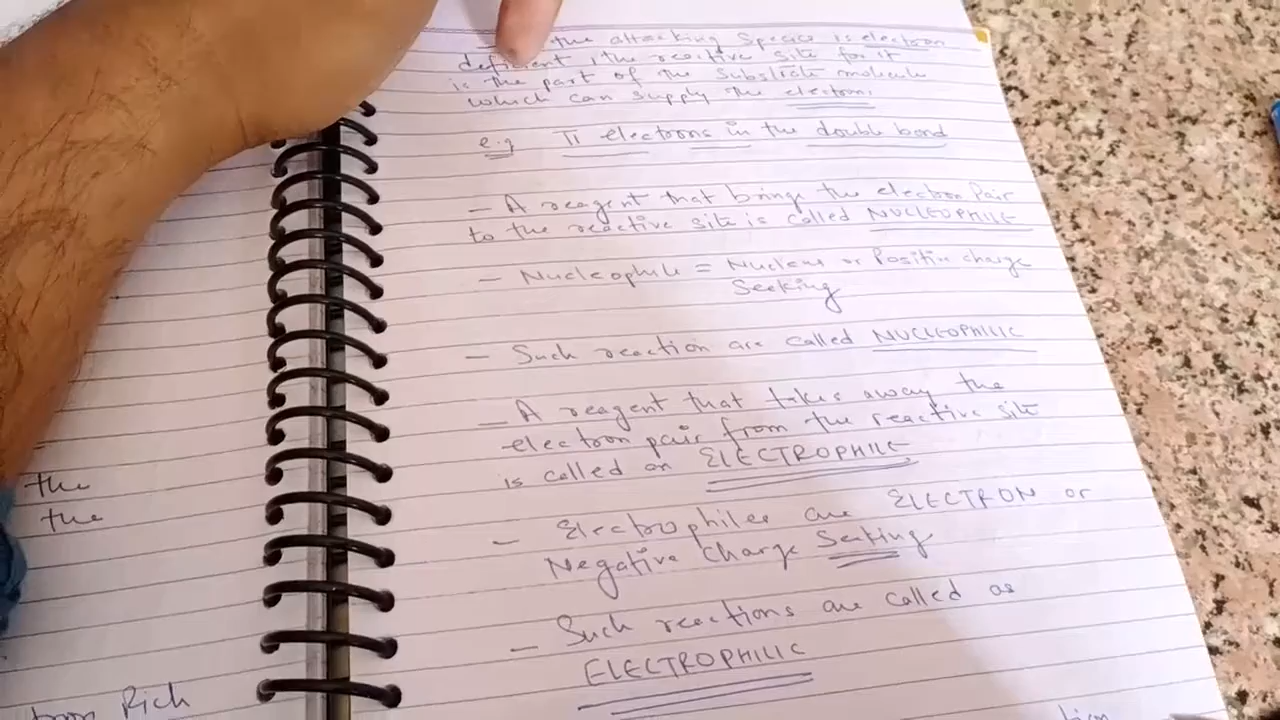 the
the
Rich
the attacking species is electron
deficient, the reactive site for it
is the part of the substrate molecule
which can supply the electrons
e.g π electrons in the double bond
- A reagent that brings the electron Pair
to the reactive site is called NUCLEOPHILE
- Nucleophile = Nucleus or Positive charge
Seeking
- Such reaction are called NUCLEOPHILIC
- A reagent that takes away the
electron pair from the reactive site
is called an ELECTROPHILE
- Electrophiles are ELECTRON or
Negative charge Seeking
- Such reactions are called as
ELECTROPHILIC